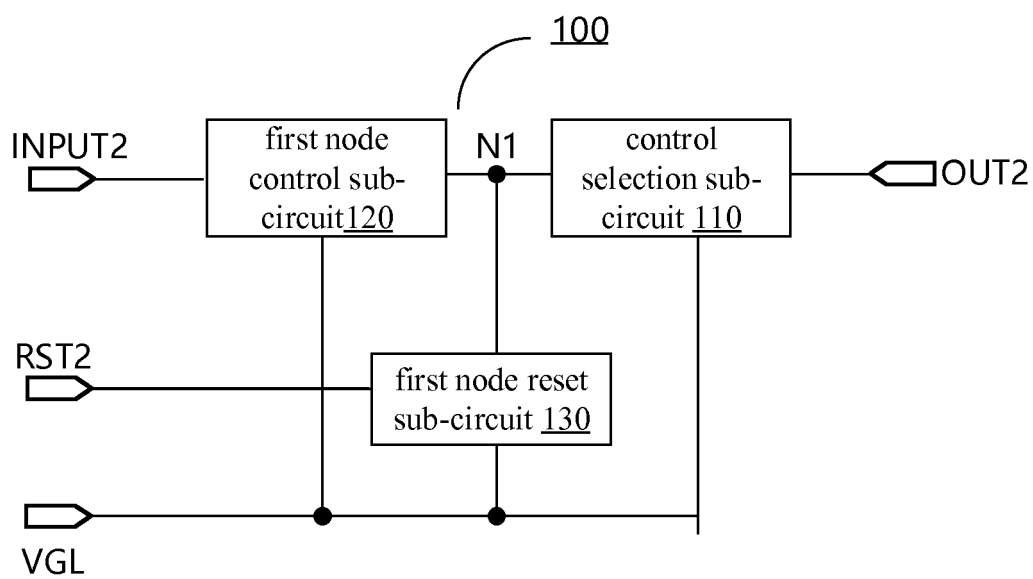 100
INPUT2
first node
control sub-
circuit120
N1
control
selection sub-
circuit 110
OUT2
RST2
first node reset
sub-circuit 130
VGL